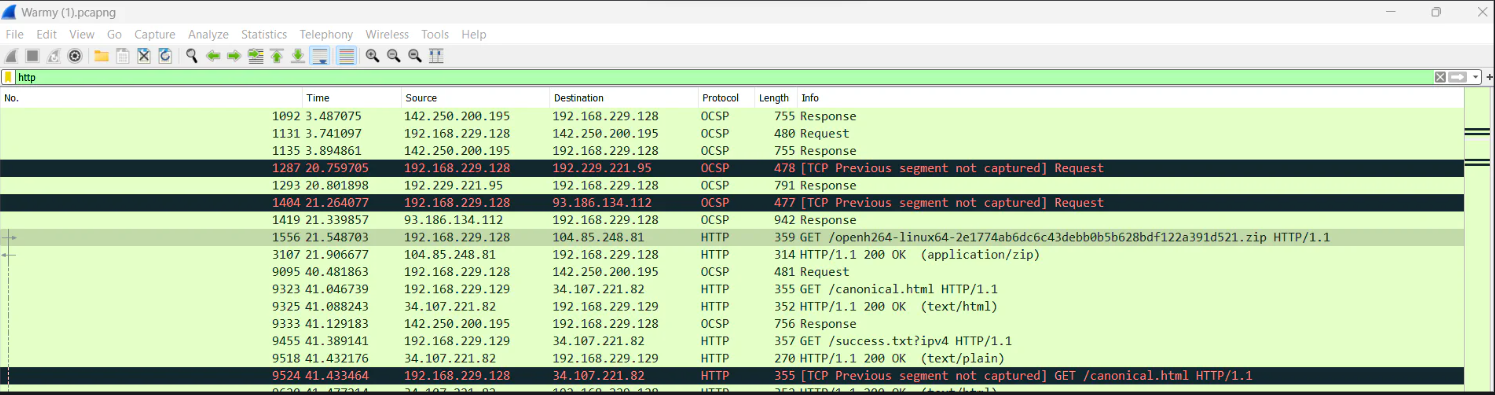 Warmy (1).pcapng
File Edit View Go Capture Analyze Statistics Telephony Wireless Tools Help
http
No. Time Source Destination Protocol Length Info
1092 3.487075 142.250.200.195 192.168.229.128 OCSP 755 Response
1131 3.741097 192.168.229.128 142.250.200.195 OCSP 480 Request
1135 3.894861 142.250.200.195 192.168.229.128 OCSP 755 Response
1287 20.759705 192.168.229.128 192.229.221.95 OCSP 478 [TCP Previous segment not captured] Request
1293 20.801898 192.229.221.95 192.168.229.128 OCSP 791 Response
1404 21.264077 192.168.229.128 93.186.134.112 OCSP 477 [TCP Previous segment not captured] Request
1419 21.339857 93.186.134.112 192.168.229.128 OCSP 942 Response
1556 21.548703 192.168.229.128 104.85.248.81 HTTP 359 GET /openh264-linux64-2e1774ab6dc6c43debb0b5b628bdf122a391d521.zip HTTP/1.1
3107 21.906677 104.85.248.81 192.168.229.128 HTTP 314 HTTP/1.1 200 OK (application/zip)
9095 40.481863 192.168.229.128 142.250.200.195 OCSP 481 Request
9323 41.046739 192.168.229.129 34.107.221.82 HTTP 355 GET /canonical.html HTTP/1.1
9325 41.088243 34.107.221.82 192.168.229.129 HTTP 352 HTTP/1.1 200 OK (text/html)
9333 41.129183 142.250.200.195 192.168.229.128 OCSP 756 Response
9455 41.389141 192.168.229.129 34.107.221.82 HTTP 357 GET /success.txt?ipv4 HTTP/1.1
9518 41.432176 34.107.221.82 192.168.229.129 HTTP 270 HTTP/1.1 200 OK (text/plain)
9524 41.433464 192.168.229.128 34.107.221.82 HTTP 355 [TCP Previous segment not captured] GET /canonical.html HTTP/1.1